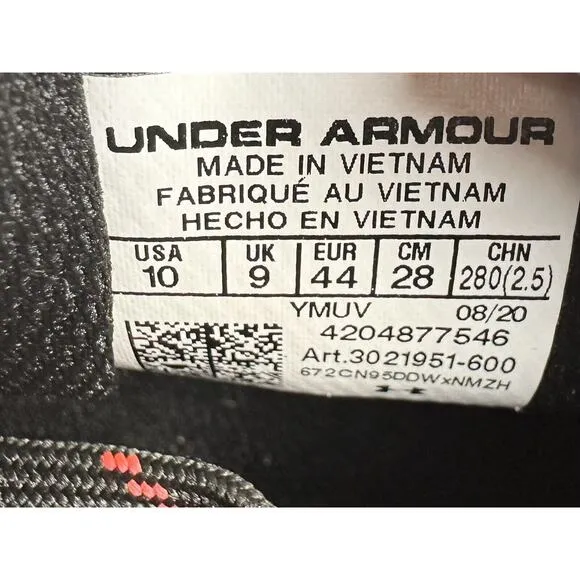 UNDER ARMOUR
MADE IN VIETNAM
FABRIQUÉ AU VIETNAM
HECHO EN VIETNAM
USA UK EUR CM CHN
10 9 44 28 280(2.5)
YMUV 08/20
4204877546
Art.3021951-600
672CN95DDWxNMZH